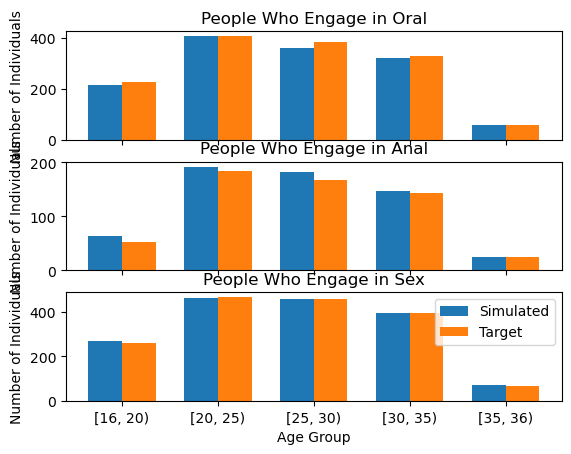 People Who Engage in Oral
Number of Individuals
400
200
0
People Who Engage in Anal
Number of Individuals
200
100
0
People Who Engage in Sex
Number of Individuals
400
200
0
Simulated
Target
[16, 20)
[20, 25)
[25, 30)
[30, 35)
[35, 36)
Age Group